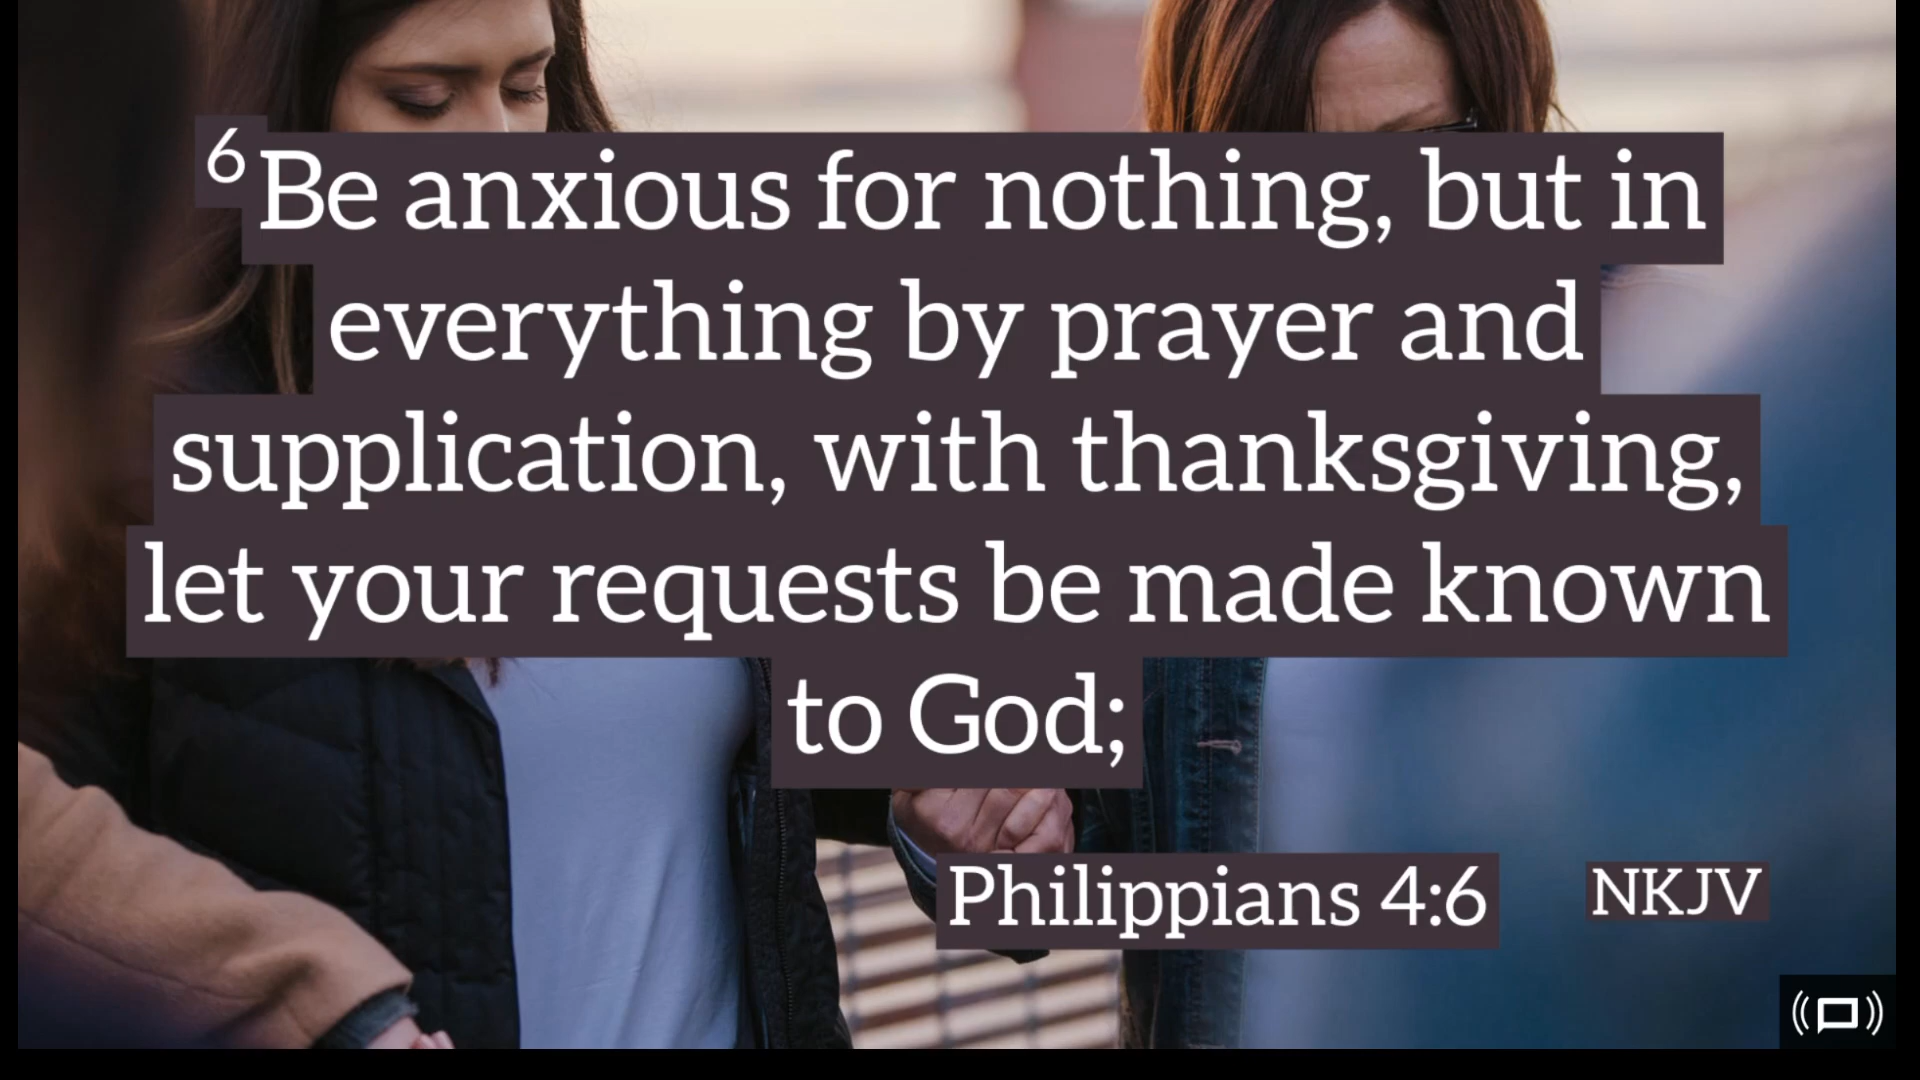 6 Be anxious for nothing, but in
everything by prayer and
supplication, with thanksgiving,
let your requests be made known
to God;
Philippians 4:6 NKJV